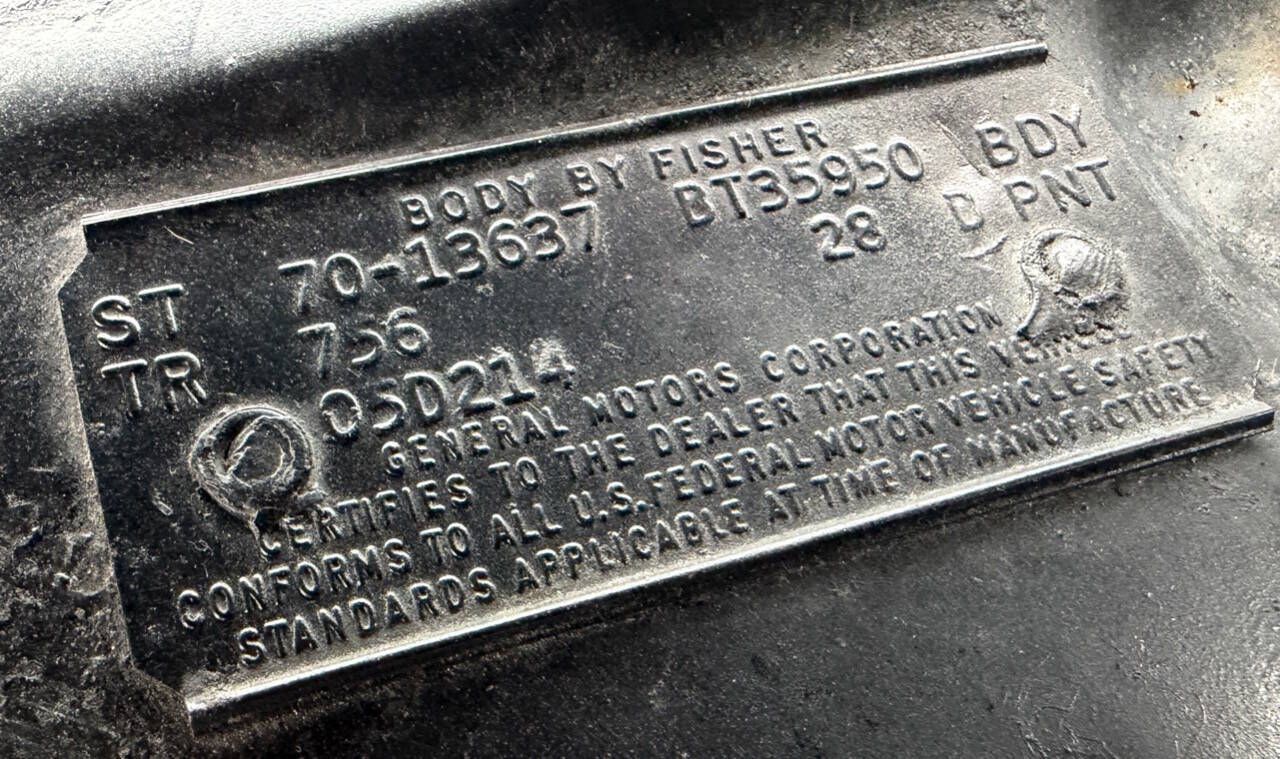 BODY BY FISHER
ST 70-13637 BT35950 BDY
TR 756 28 B PNT
05D214
GENERAL MOTORS CORPORATION
CERTIFIES TO THE DEALER THAT THIS VEHICLE
CONFORMS TO ALL U.S. FEDERAL MOTOR VEHICLE SAFETY
STANDARDS APPLICABLE AT TIME OF MANUFACTURE